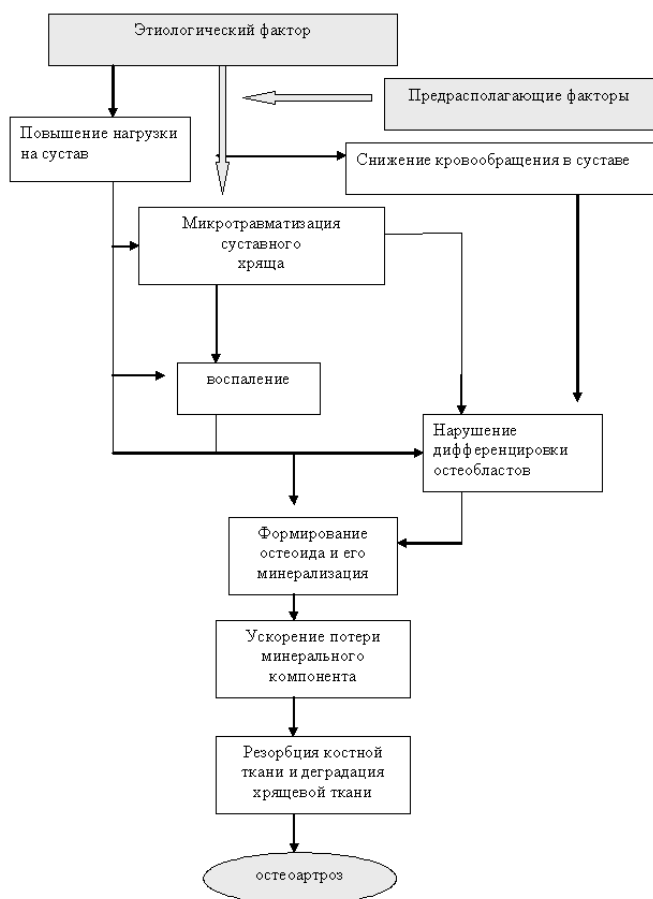 Этиологический фактор
Предрасполагающие факторы
Повышение нагрузки
на сустав
Снижение кровообращения в суставе
Микротравматизация
суставного
хряща
воспаление
Нарушение
дифференцировки
остеобластов
Формирование
остеоида и его
минерализация
Ускорение потери
минерального
компонента
Резорбция костной
ткани и деградация
хрящевой ткани
остеоартроз